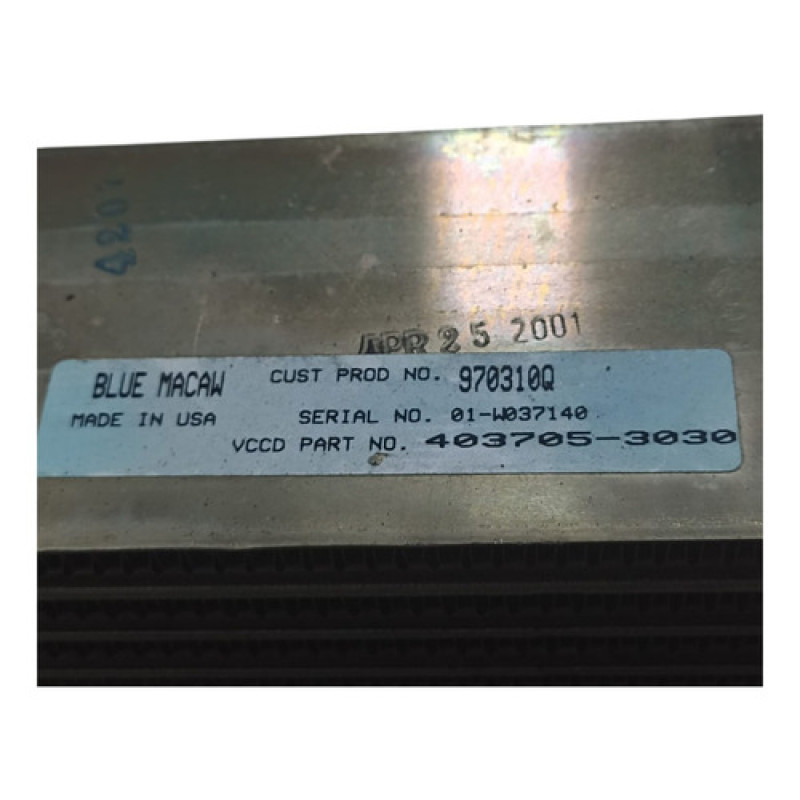 4201
APR 25 2001
BLUE MACAW CUST PROD NO. 970310Q
MADE IN USA SERIAL NO. 01-W037140
VCCD PART NO. 403705-3030